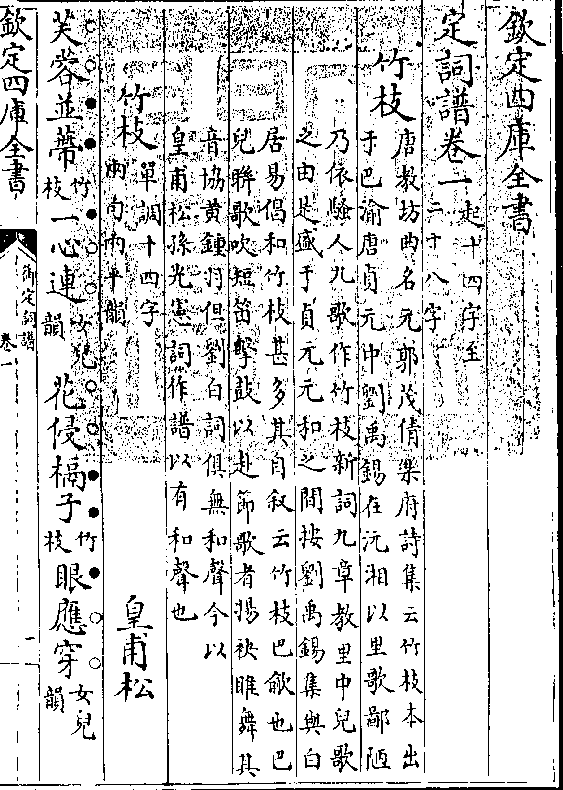 欽定四庫全書
定詞譜卷一 起十四字至二十八字
竹枝 唐教坊曲名元郭茂倩樂府詩集云竹枝本出
于巴渝唐貞元中劉禹錫在沅湘以里歌鄙陋
乃依騷人九歌作竹枝新詞九章教里中兒歌
之由是盛于貞元元和之間按劉禹錫集與白
居易倡和竹枝甚多其自叙云竹枝巴歈也巴
兒聯歌吹短笛擊鼓以赴節歌者揚袂睢舞其
音協黄鍾羽但劉白詞俱無和聲今以
皇甫松孫光憲詞作譜以有和聲也
竹枝 單調十四字兩句兩平韻 皇甫松
芙蓉並蒂竹枝一心連女兒韻花侵槅子竹枝眼應穿女兒韻
欽定四庫全書
御定詞譜
卷一
一